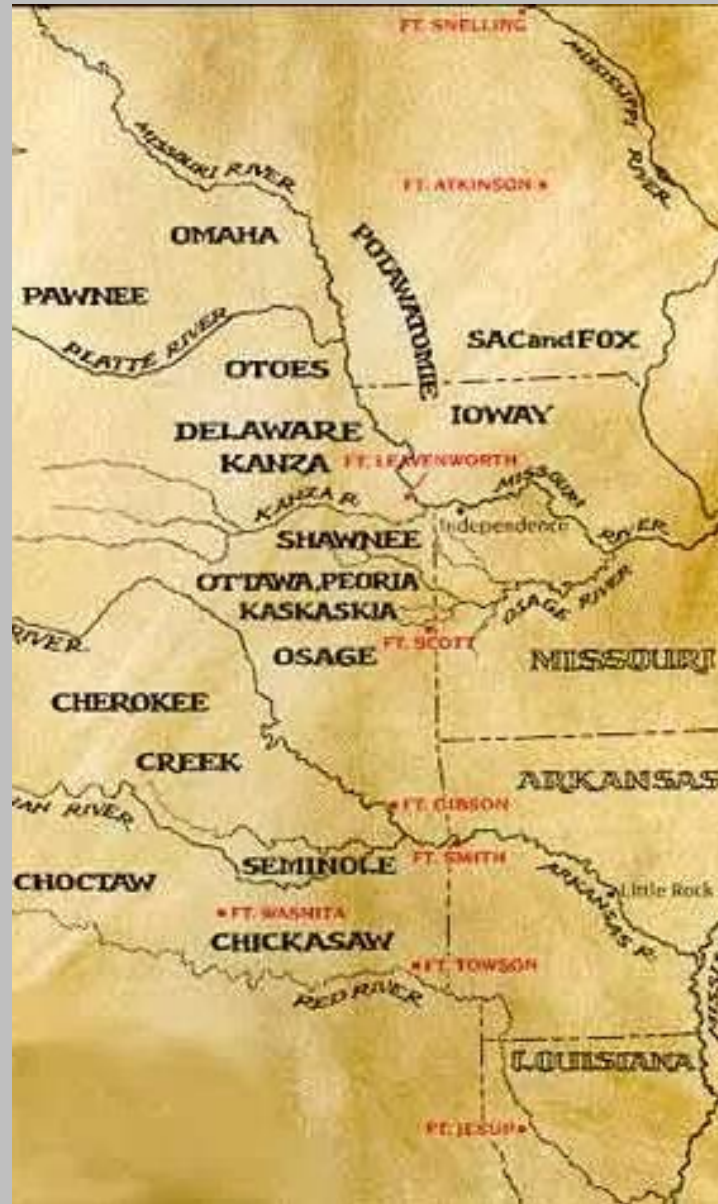 FT. SNELLING
MISSISSIPPI RIVER
MISSOURI RIVER
FT. ATKINSON
OMAHA
POTAWATOMIE
PAWNEE
PLATTE RIVER
SAC and FOX
OTOES
IOWAY
DELAWARE
KANZA
FT. LEAVENWORTH
KANZA R.
MISSOURI RIVER
Independence
SHAWNEE
OTTAWA, PEORIA
KASKASKIA
OSAGE RIVER
RIVER
FT. SCOTT
OSAGE
MISSOURI
CHEROKEE
CREEK
ARKANSAS
IAN RIVER
FT. GIBSON
SEMINOLE
FT. SMITH
CHOCTAW
ARKANSAS R.
Little Rock
FT. WASHITA
CHICKASAW
FT. TOWSON
RED RIVER
MISSI
LOUISIANA
FT. JESUP